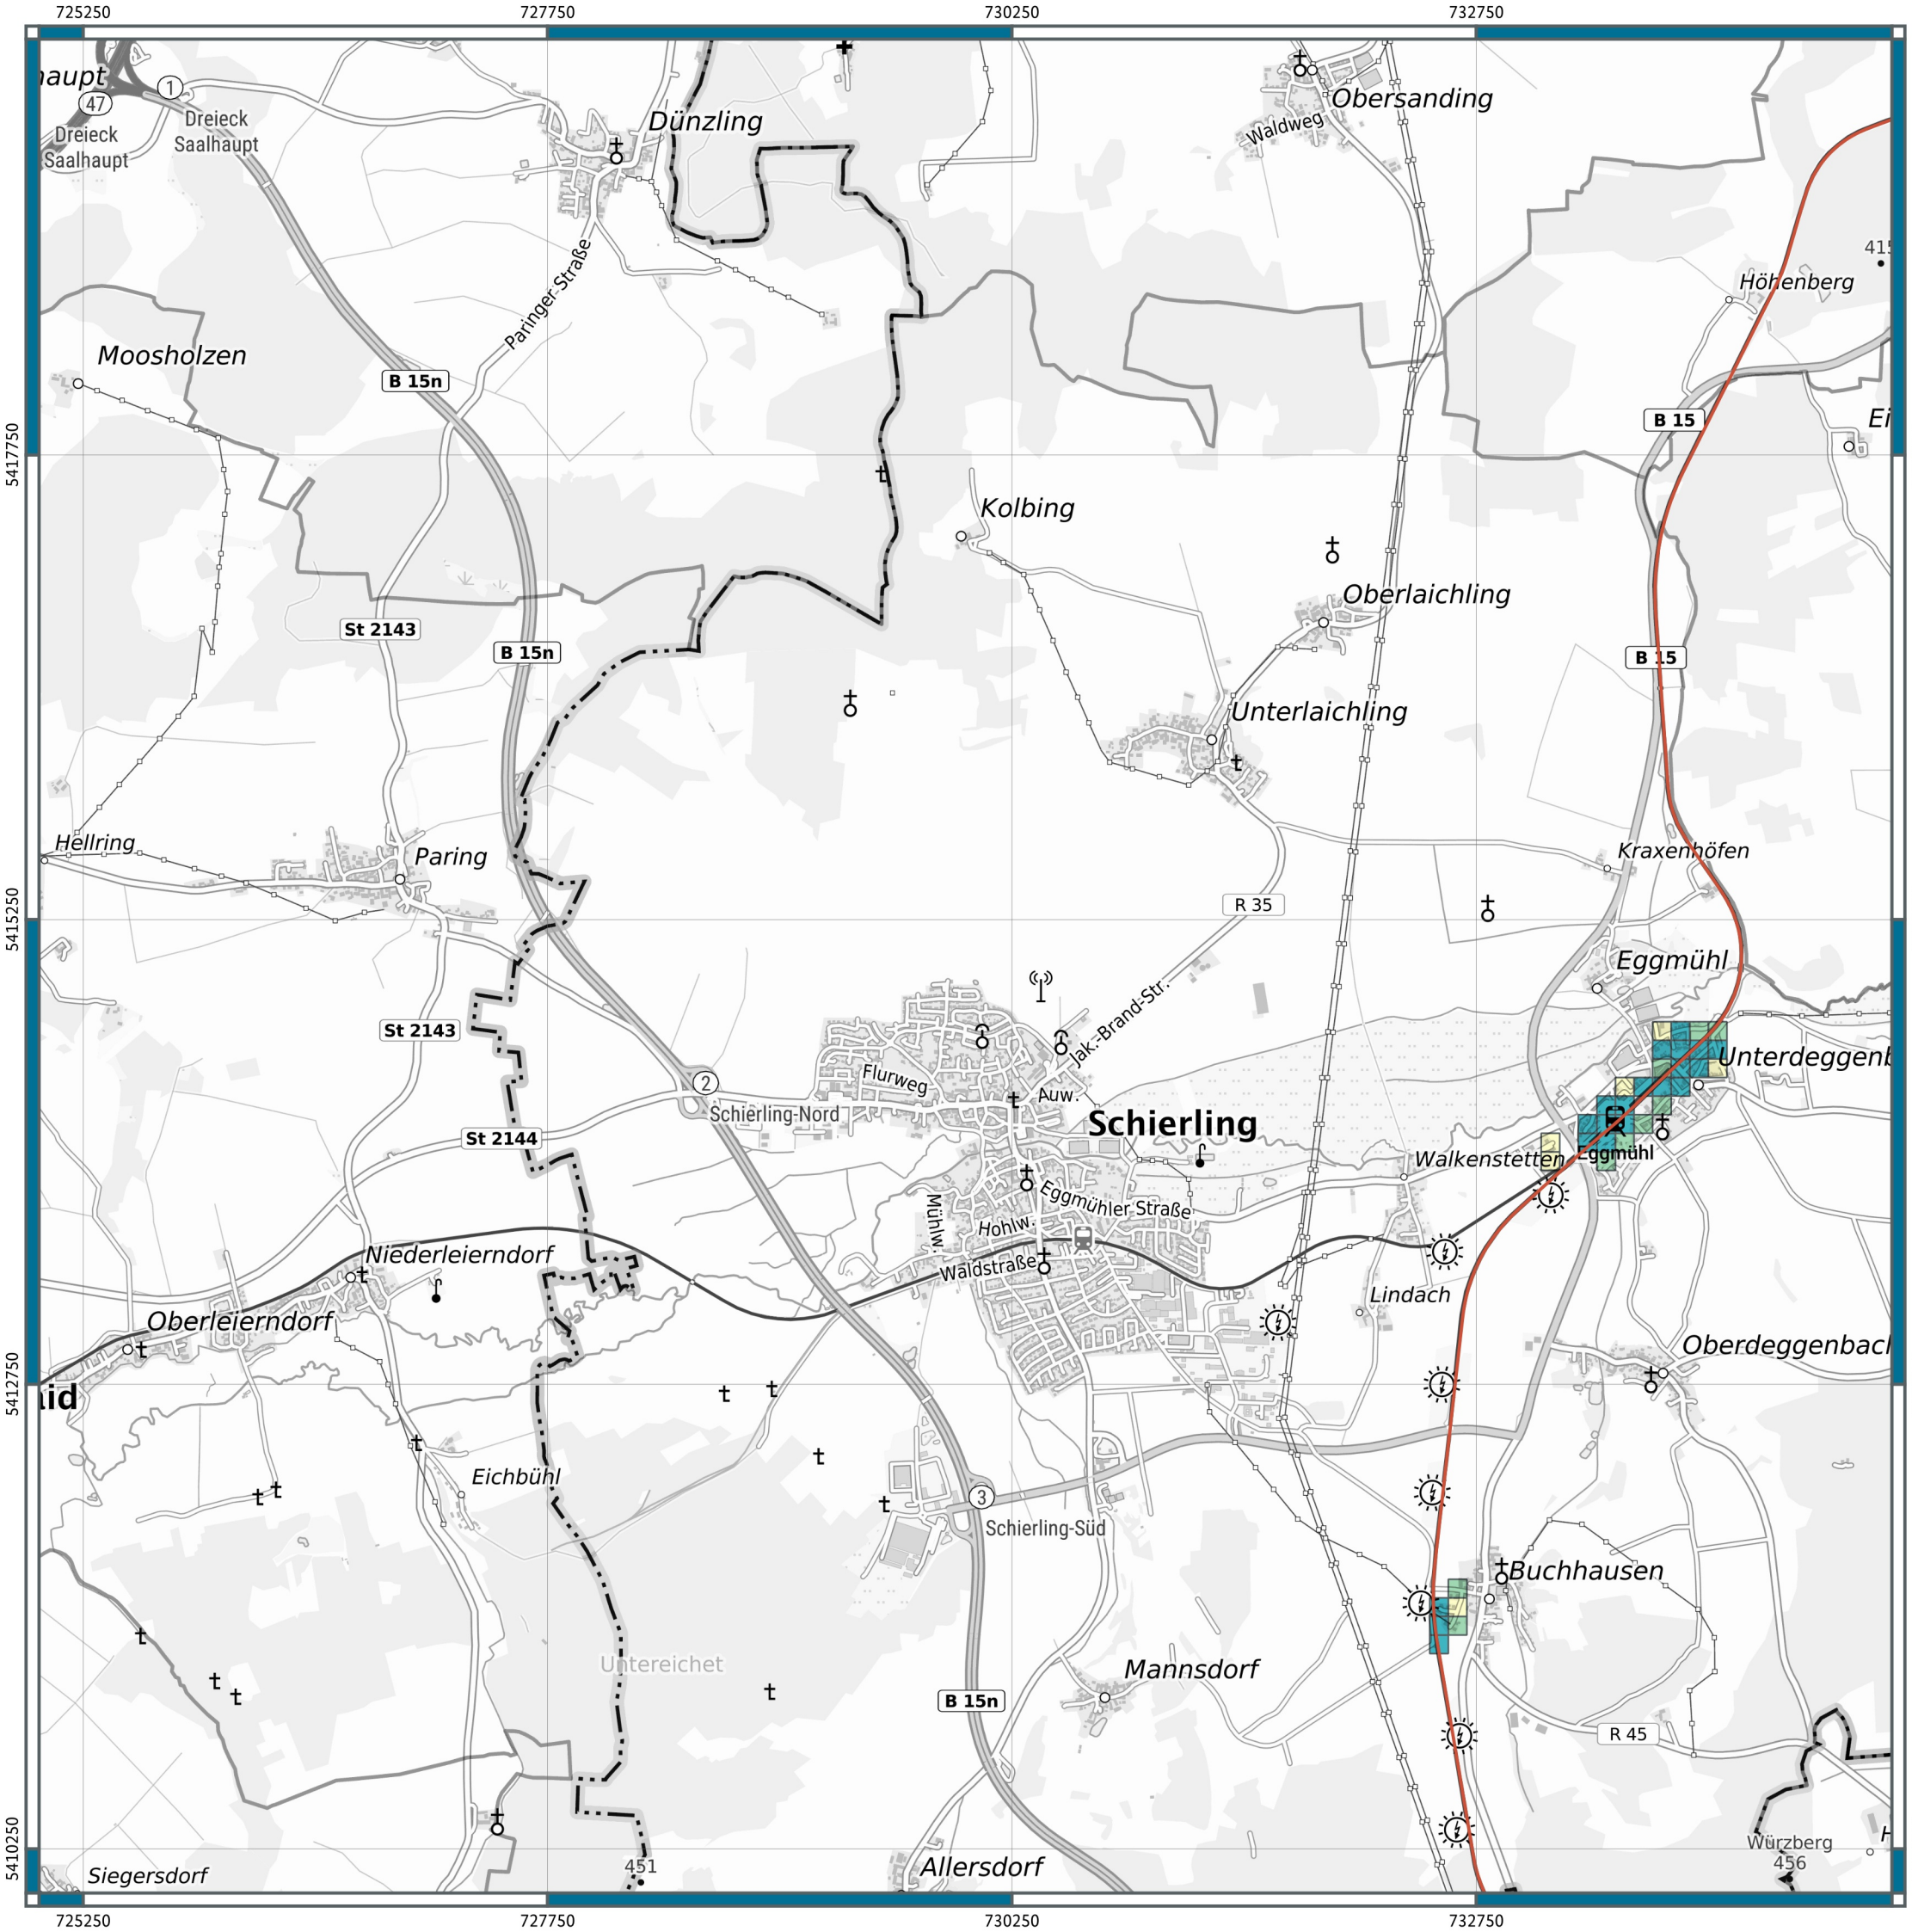 725250
727750
730250
732750
haupt
47
1
Dreieck
Saalhaupt
Dreieck
Saalhaupt
Dünzling
Obersanding
Waldweg
Paringer-Straße
415
Höhenberg
Moosholzen
B 15n
B 15
Ei
5417750
Kolbing
Oberlaichling
St 2143
B 15n
B 15
Unterlaichling
Hellring
Paring
Kraxenhöfen
R 35
5415250
Eggmühl
St 2143
Jak.-Brand-Str.
Unterdeggenb
2
Flurweg
Auw.
Schierling-Nord
Schierling
St 2144
Walkenstetten
Eggmühl
Mühlw.
Eggmühler Straße
Hohlw.
Niederleierndorf
Waldstraße
Lindach
Oberleierndorf
Oberdeggenbach
5412750
aid
Eichbühl
3
Schierling-Süd
Buchhausen
Untereichet
Mannsdorf
B 15n
R 45
5410250
Würzberg
456
H
451
Siegersdorf
Allersdorf
725250
727750
730250
732750